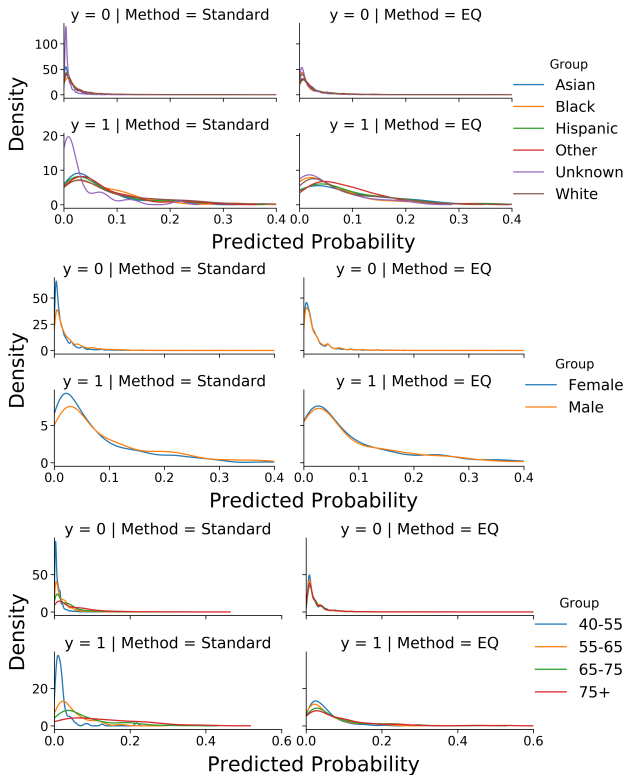 y = 0 | Method = Standard
y = 0 | Method = EQ
100
50
0
Density
y = 1 | Method = Standard
y = 1 | Method = EQ
20
10
0
0.0 0.1 0.2 0.3 0.4
0.0 0.1 0.2 0.3 0.4
Predicted Probability
Group
Asian
Black
Hispanic
Other
Unknown
White
y = 0 | Method = Standard
y = 0 | Method = EQ
50
25
0
Density
y = 1 | Method = Standard
y = 1 | Method = EQ
5
0
0.0 0.1 0.2 0.3 0.4
0.0 0.1 0.2 0.3 0.4
Predicted Probability
Group
Female
Male
y = 0 | Method = Standard
y = 0 | Method = EQ
50
0
Density
y = 1 | Method = Standard
y = 1 | Method = EQ
20
0
0.0 0.2 0.4 0.6
0.0 0.2 0.4 0.6
Predicted Probability
Group
40-55
55-65
65-75
75+